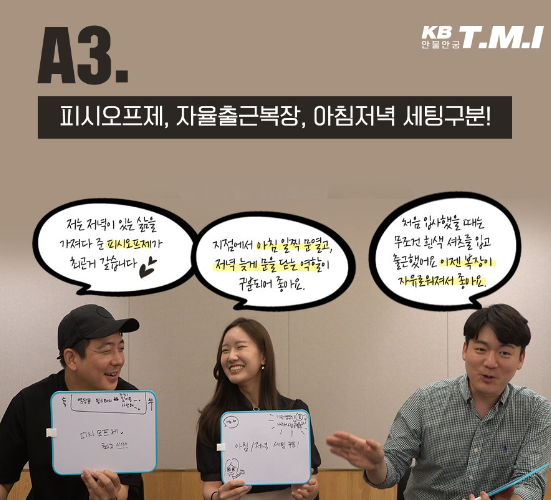 A3.
KB
안물안궁
T.M.I
피시오프제, 자율출근복장, 아침저녁 세팅구분!
저는 저녁이 있는 삶을
가져다 준 피시오프제가
최고거 같습니다
지점에서 아침 일찍 문열고,
저녁 늦게 문을 닫는 역할이
구분되어 좋아요.
처음 입사했을 때는
무조건 흰색 셔츠를 입고
출근했어요 이젠 복장이
자유로워져서 좋아요.
피시 오프제
아침/저녁 세팅 구분!